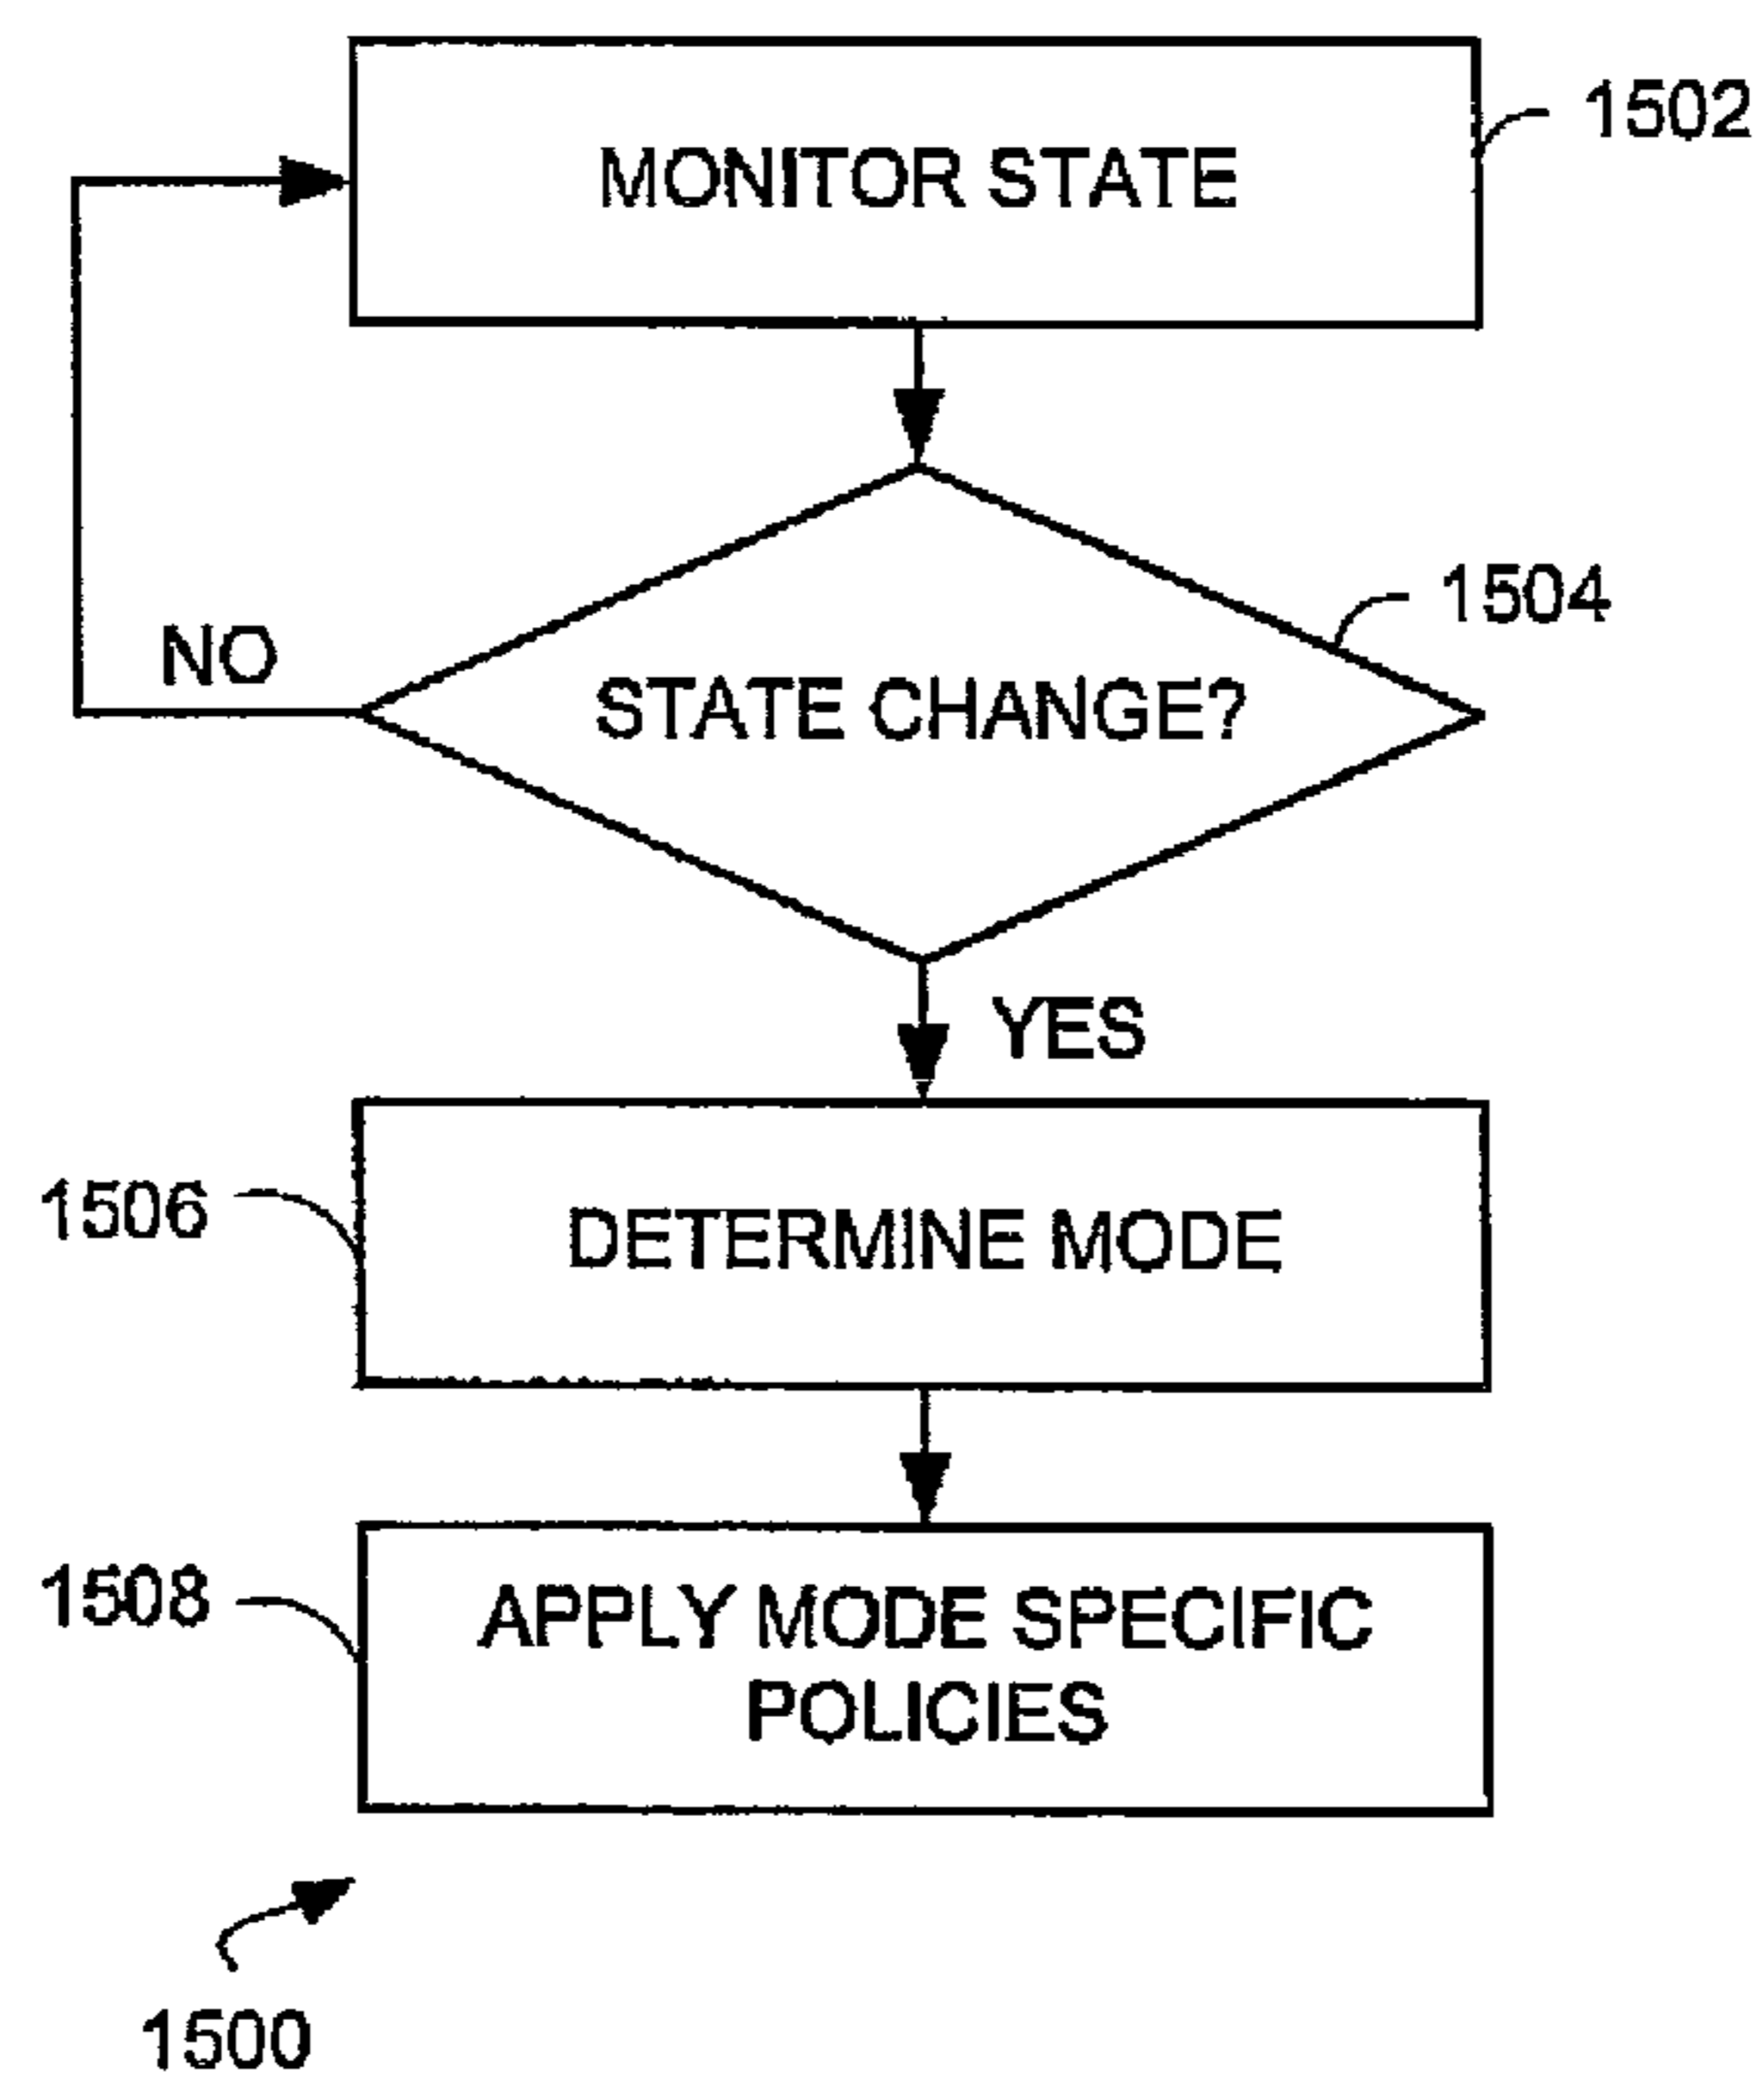 MONITOR STATE
1502
1504
STATE CHANGE?
NO
YES
1506
DETERMINE MODE
1508
APPLY MODE SPECIFIC
POLICIES
1500